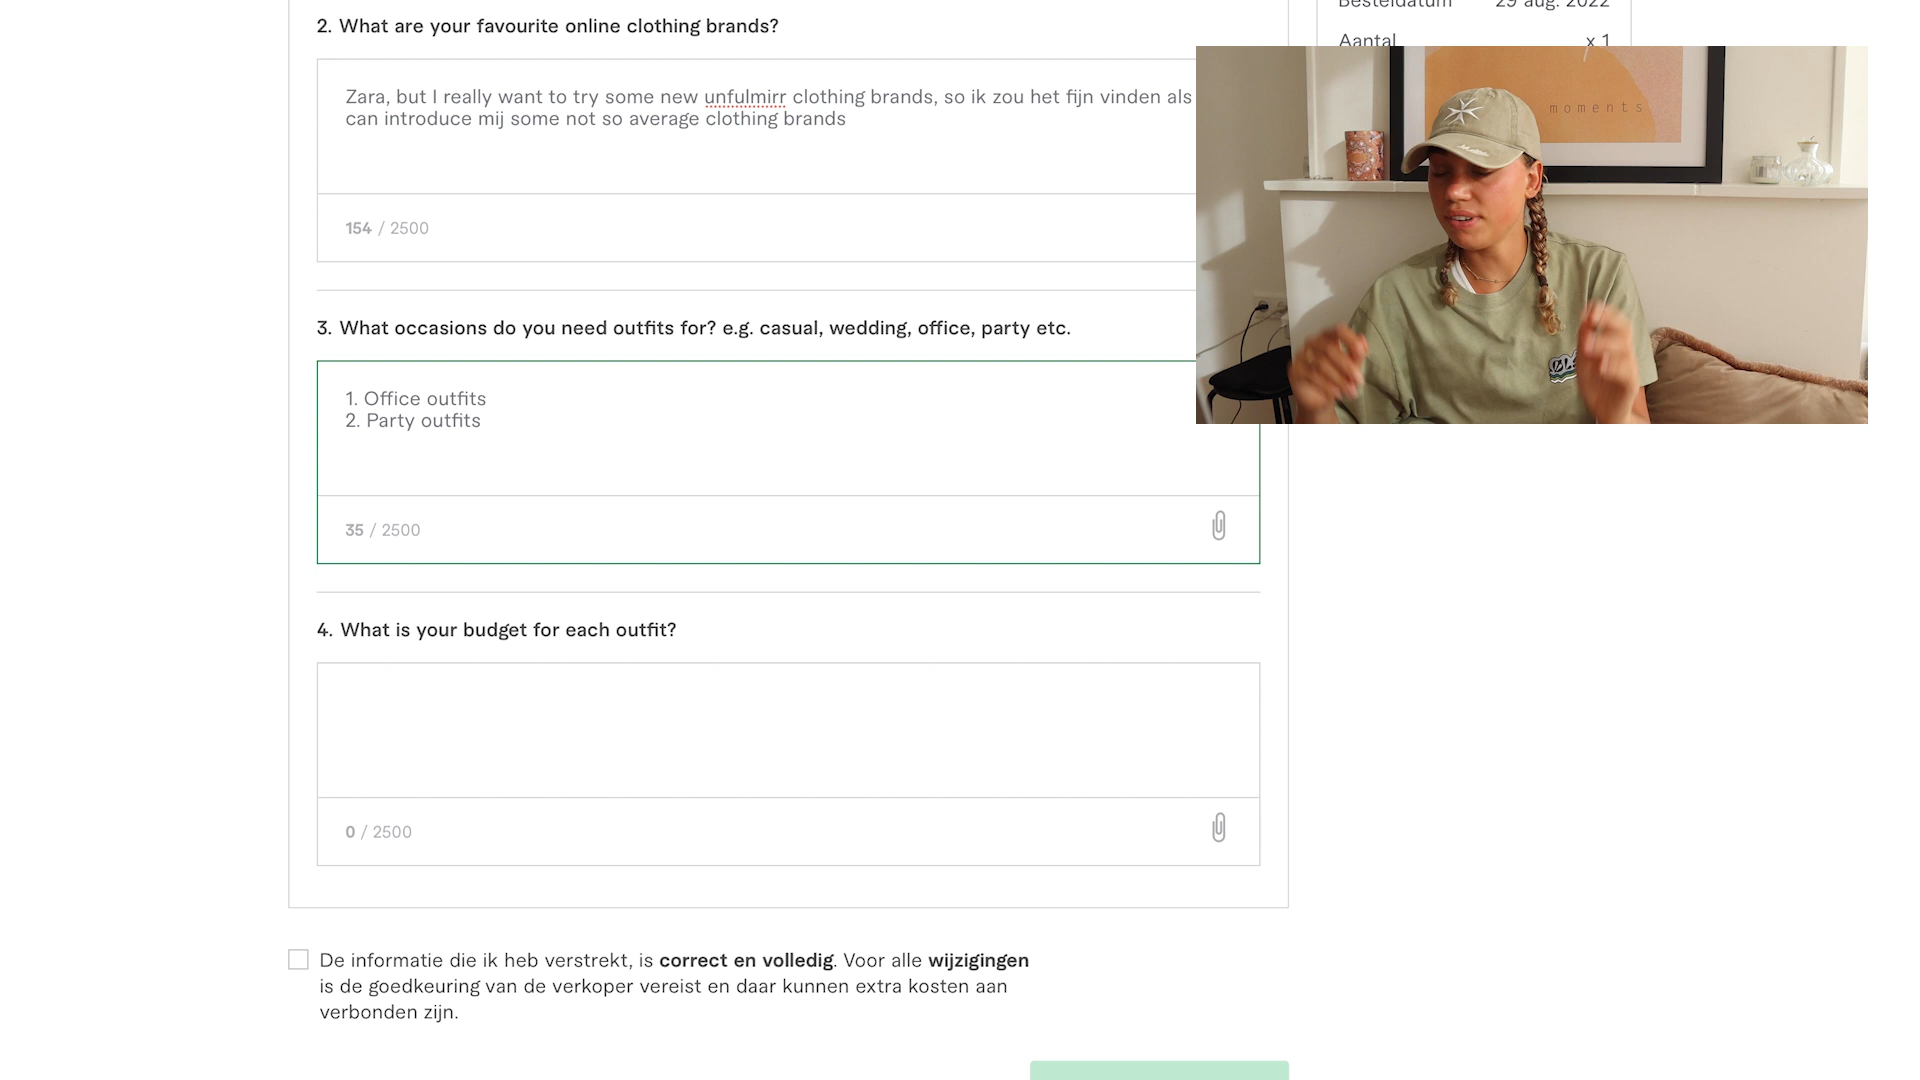 Besteldatum 29 aug. 2022
Aantal x 1
2. What are your favourite online clothing brands?
Zara, but I really want to try some new unfulmirr clothing brands, so ik zou het fijn vinden als
can introduce mij some not so average clothing brands
154 / 2500
moments
3. What occasions do you need outfits for? e.g. casual, wedding, office, party etc.
1. Office outfits
2. Party outfits
35 / 2500
4. What is your budget for each outfit?
0 / 2500
De informatie die ik heb verstrekt, is correct en volledig. Voor alle wijzigingen
is de goedkeuring van de verkoper vereist en daar kunnen extra kosten aan
verbonden zijn.